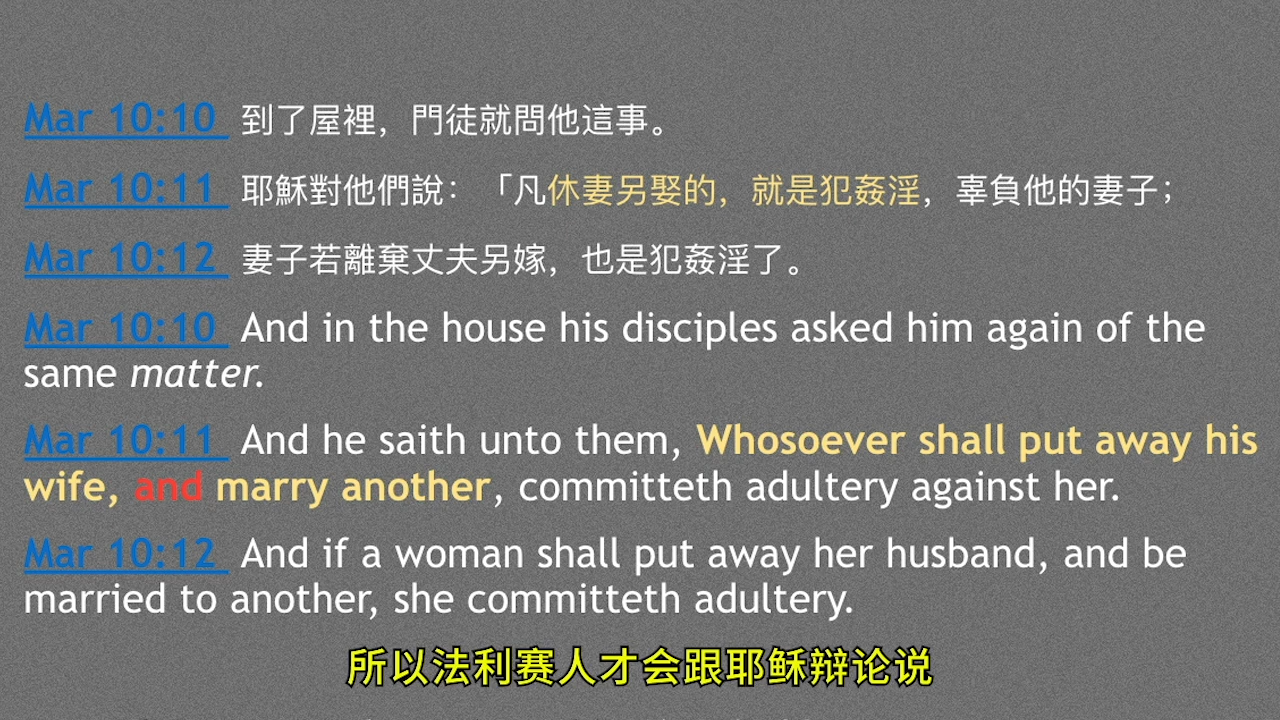 Mar 10:10 到了屋裡，門徒就問他這事。
Mar 10:11 耶穌對他們說：「凡休妻另娶的，就是犯姦淫，辜負他的妻子；
Mar 10:12 妻子若離棄丈夫另嫁，也是犯姦淫了。
Mar 10:10 And in the house his disciples asked him again of the
same matter.
Mar 10:11 And he saith unto them, Whosoever shall put away his
wife, and marry another, committeth adultery against her.
Mar 10:12 And if a woman shall put away her husband, and be
married to another, she committeth adultery.
所以法利赛人才会跟耶稣辩论说